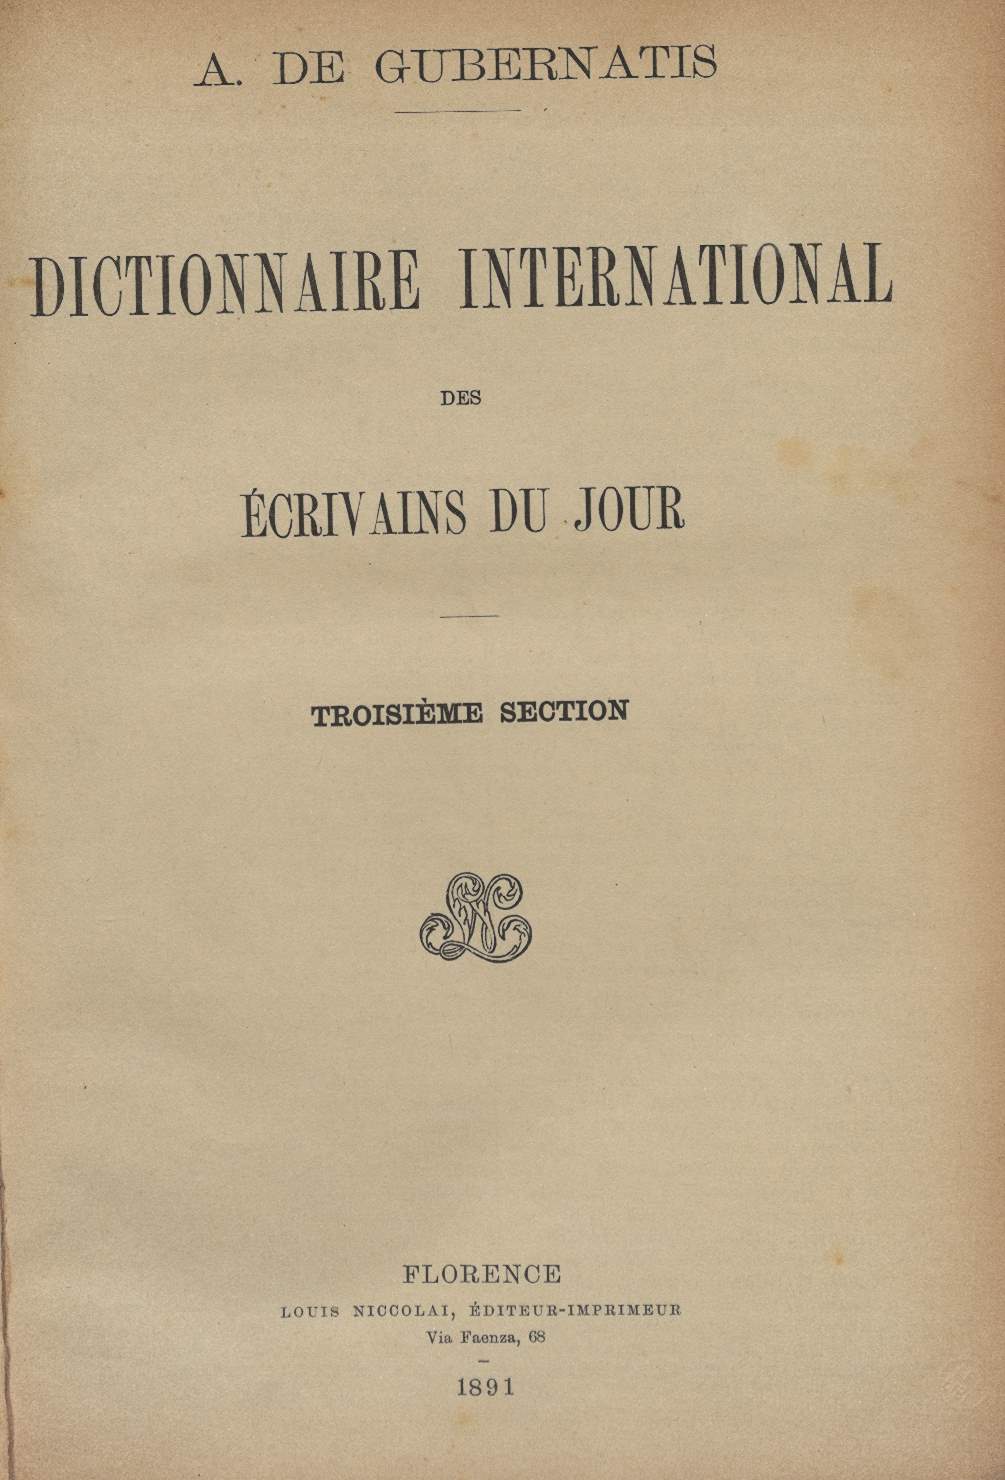 A. DE GUBERNATIS
DICTIONNAIRE INTERNATIONAL
DES
ÉCRIVAINS DU JOUR
TROISIÈME SECTION
LN
FLORENCE
LOUIS NICCOLAI, ÉDITEUR-IMPRIMEUR
Via Faenza, 68
1891